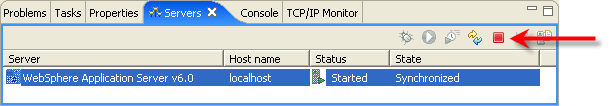 Problems Tasks Properties Servers Console TCP/IP Monitor
Server Host name Status State
WebSphere Application Server v6.0 localhost Started Synchronized